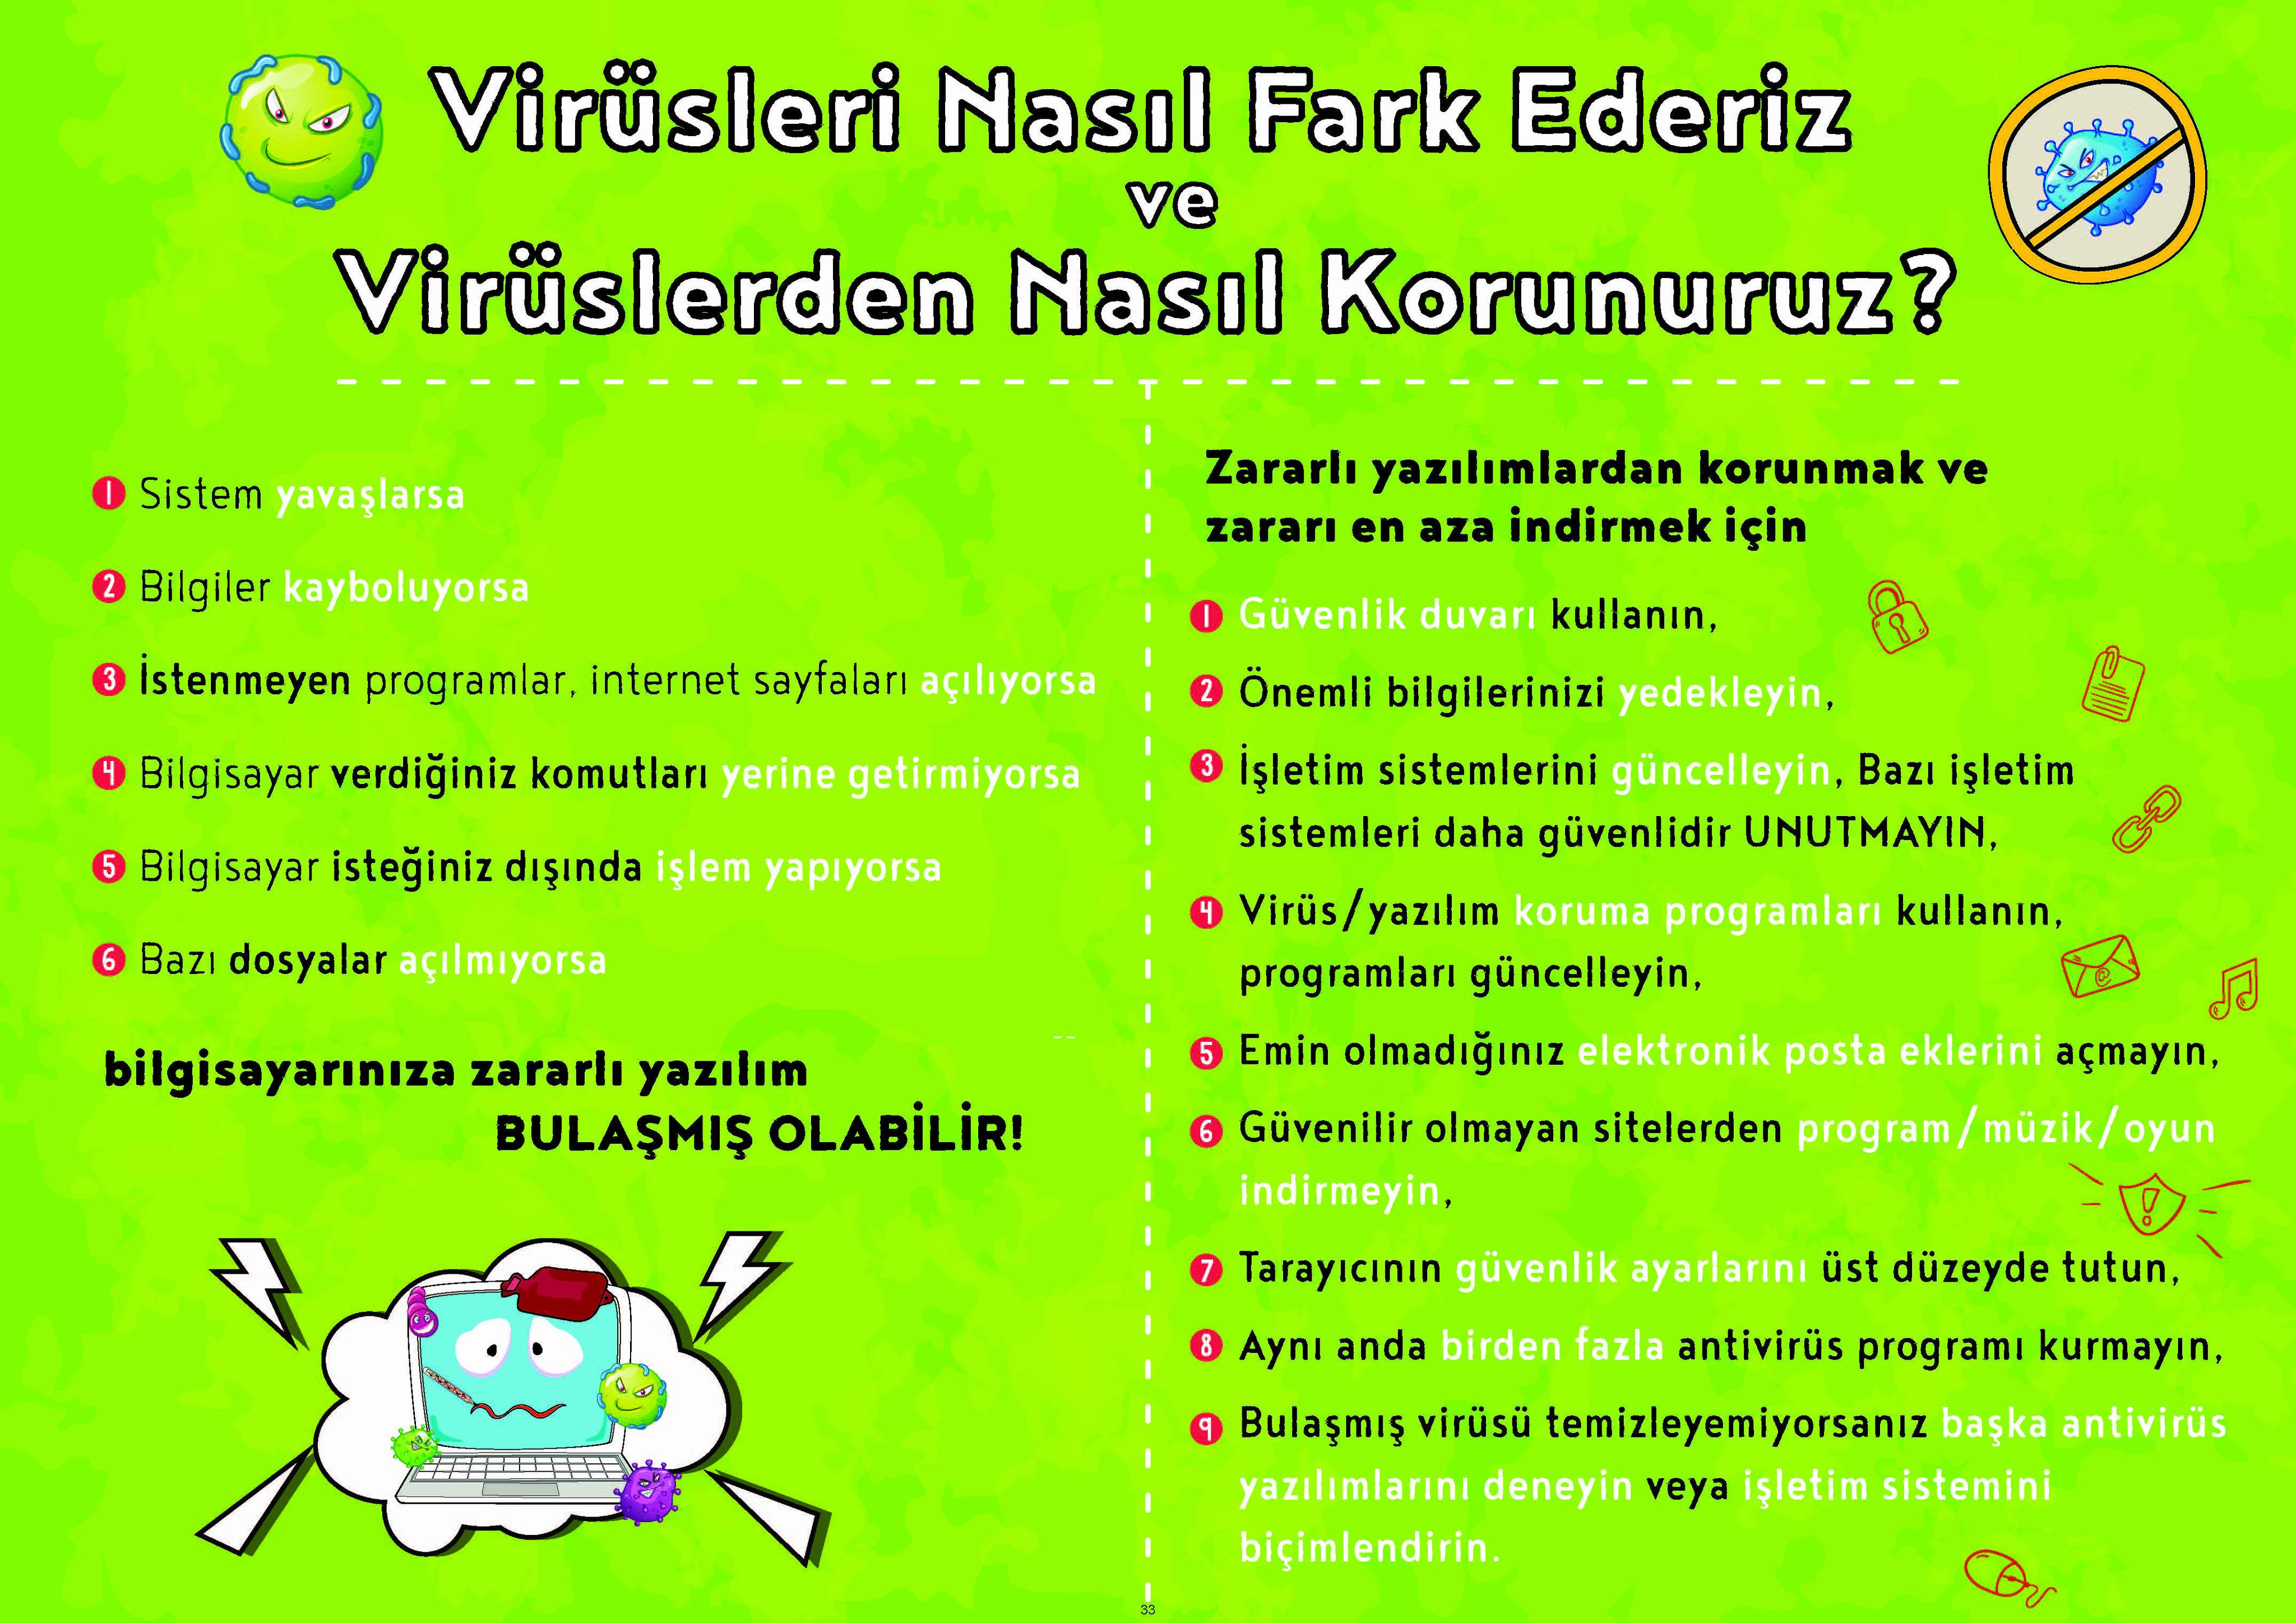 Virüsleri Nasıl Fark Ederiz
ve
Virüslerden Nasıl Korunuruz?
1 Sistem yavaşlarsa
2 Bilgiler kayboluyorsa
3 İstenmeyen programlar, internet sayfaları açılıyorsa
4 Bilgisayar verdiğiniz komutları yerine getirmiyorsa
5 Bilgisayar isteğiniz dışında işlem yapıyorsa
6 Bazı dosyalar açılmıyorsa
bilgisayarınıza zararlı yazılım
BULAŞMIŞ OLABİLİR!
Zararlı yazılımlardan korunmak ve
zararı en aza indirmek için
1 Güvenlik duvarı kullanın,
2 Önemli bilgilerinizi yedekleyin,
3 İşletim sistemlerini güncelleyin, Bazı işletim
sistemleri daha güvenlidir UNUTMAYIN,
4 Virüs/yazılım koruma programları kullanın,
programları güncelleyin,
5 Emin olmadığınız elektronik posta eklerini açmayın,
6 Güvenilir olmayan sitelerden program/müzik/oyun
indirmeyin,
7 Tarayıcının güvenlik ayarlarını üst düzeyde tutun,
8 Aynı anda birden fazla antivirüs programı kurmayın,
9 Bulaşmış virüsü temizleyemiyorsanız başka antivirüs
yazılımlarını deneyin veya işletim sistemini
biçimlendirin.
33